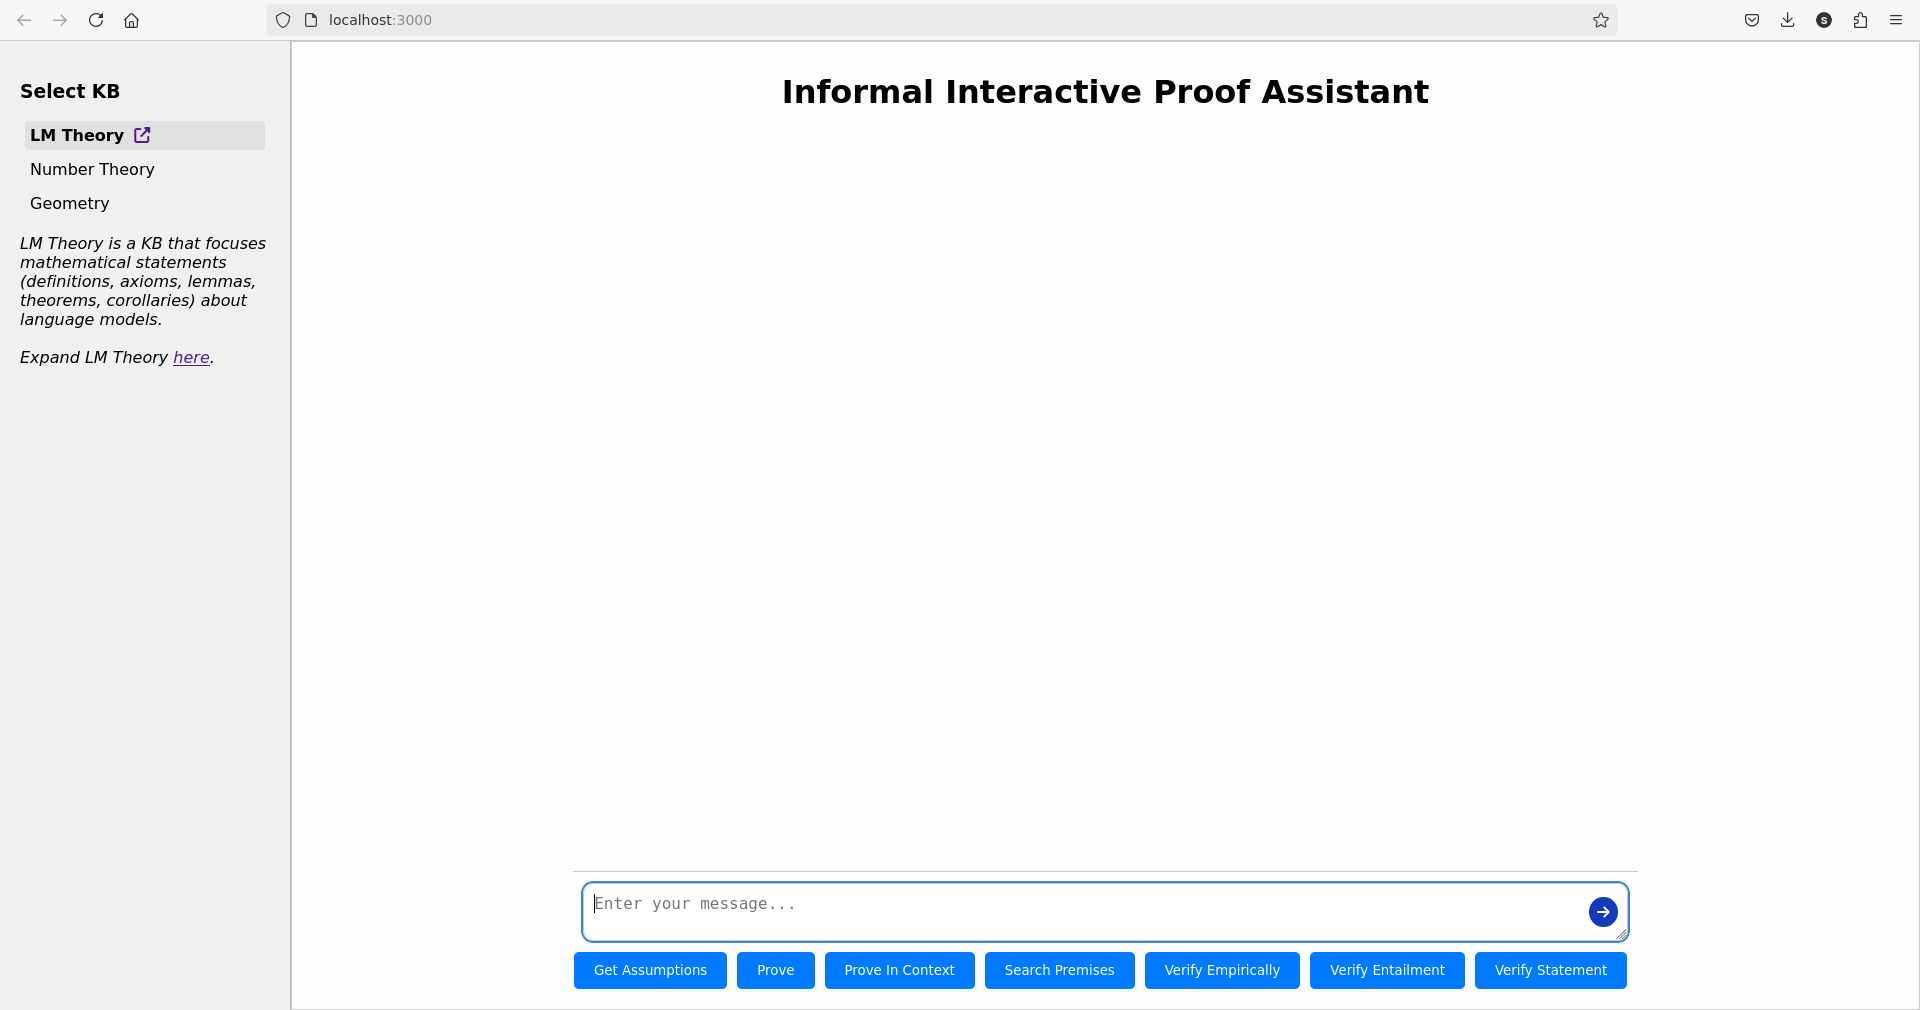 localhost:3000
S
Select KB
LM Theory
Number Theory
Geometry
LM Theory is a KB that focuses
mathematical statements
(definitions, axioms, lemmas,
theorems, corollaries) about
language models.
Expand LM Theory here.
Informal Interactive Proof Assistant
Enter your message...
Get Assumptions Prove Prove In Context Search Premises Verify Empirically Verify Entailment Verify Statement